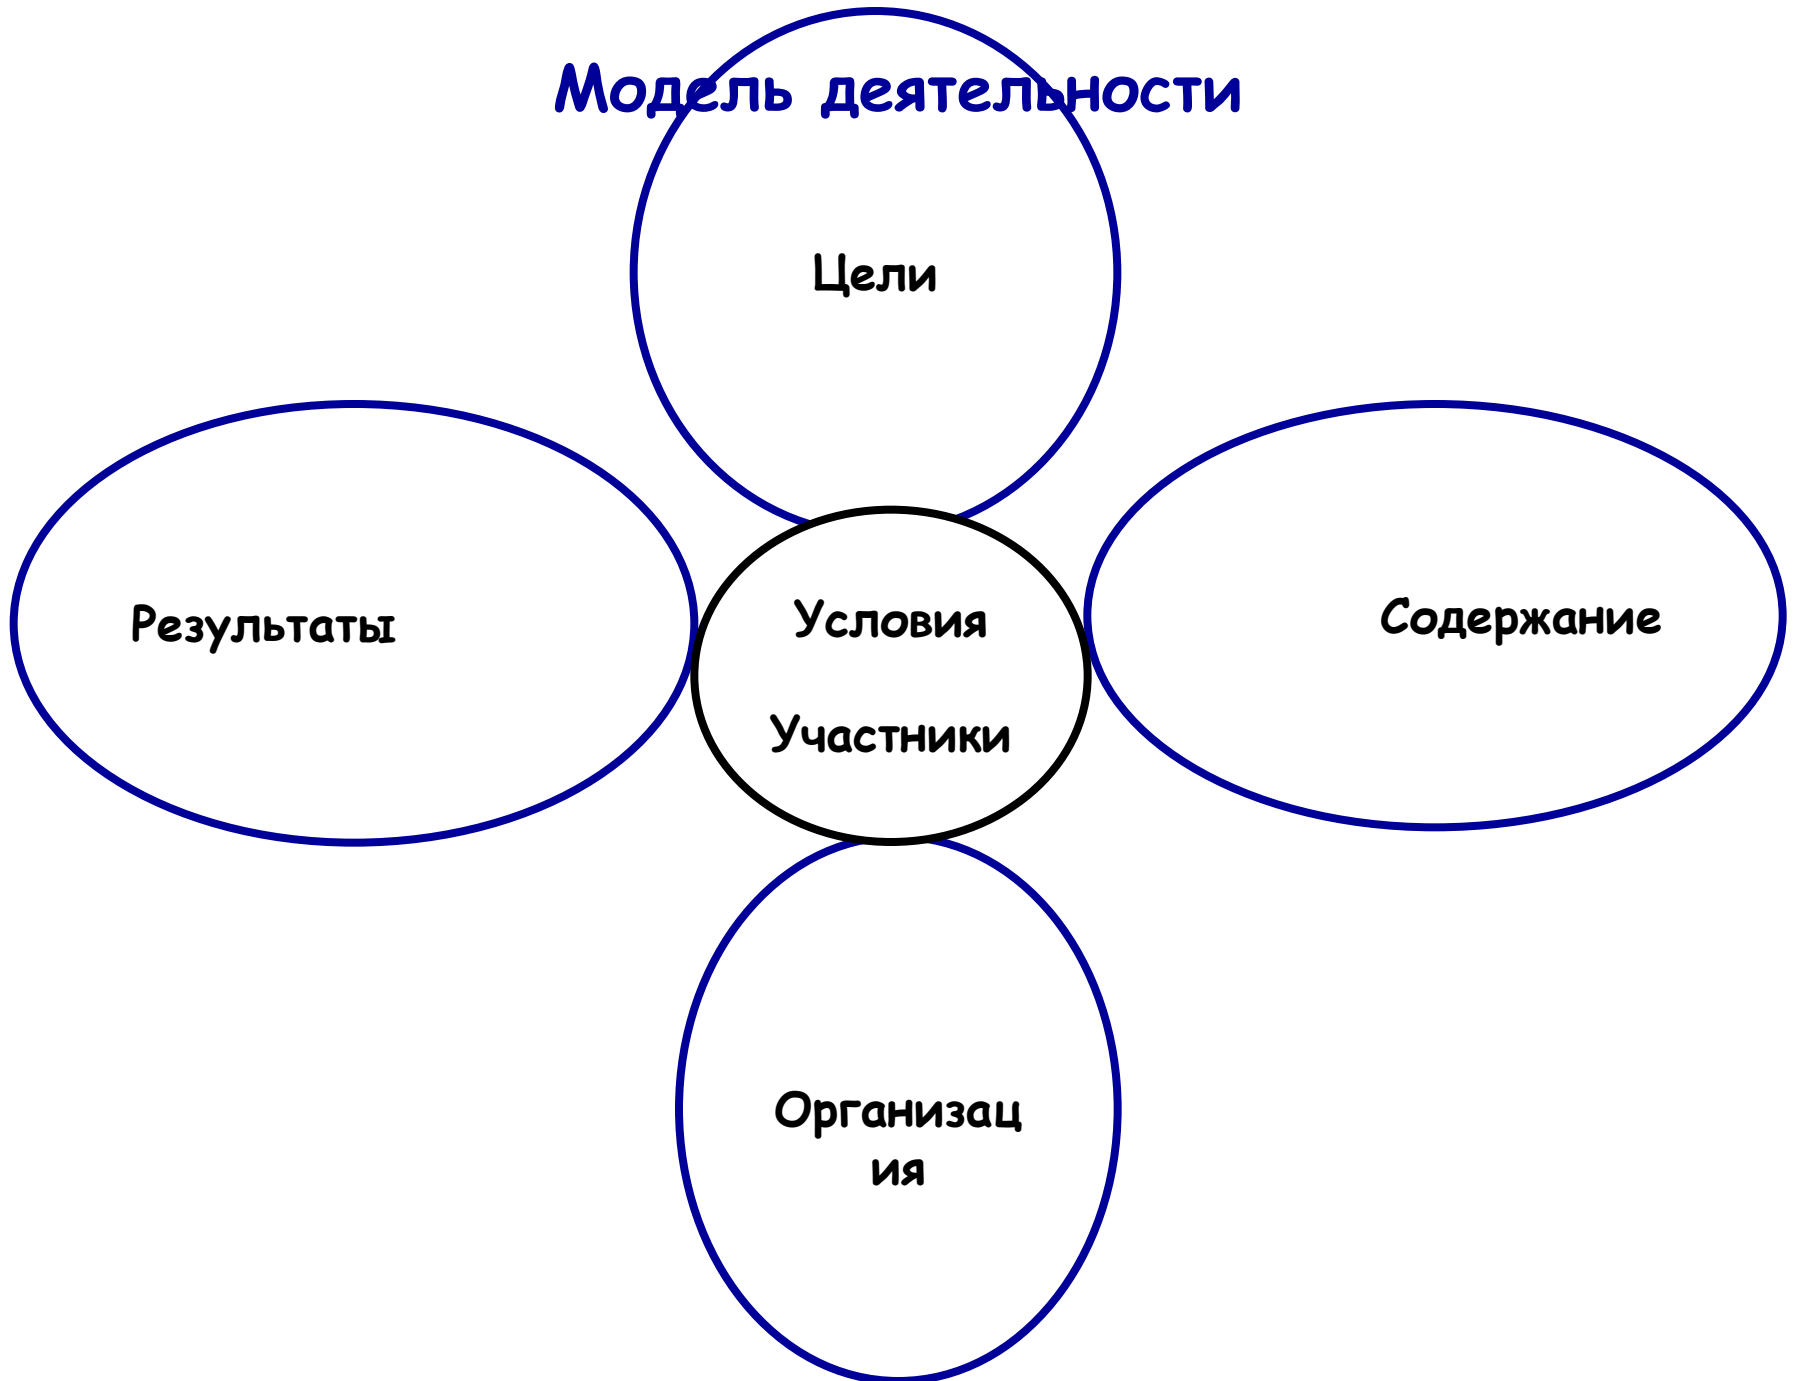 Модель деятельности
Цели
Результаты
Условия
Участники
Содержание
Организац
ия